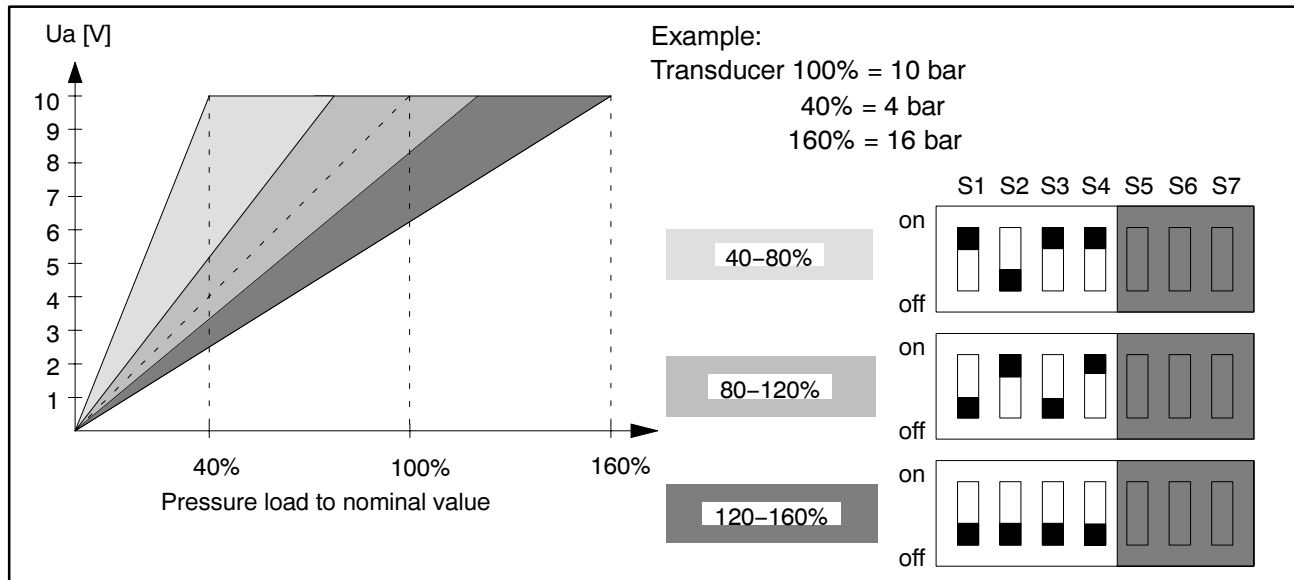 Ua [V]
10
9
8
7
6
5
4
3
2
1
40%
100%
160%
Pressure load to nominal value
Example:
Transducer 100% = 10 bar
40% = 4 bar
160% = 16 bar
S1 S2 S3 S4 S5 S6 S7
on
40–80%
off
on
80–120%
off
on
120–160%
off